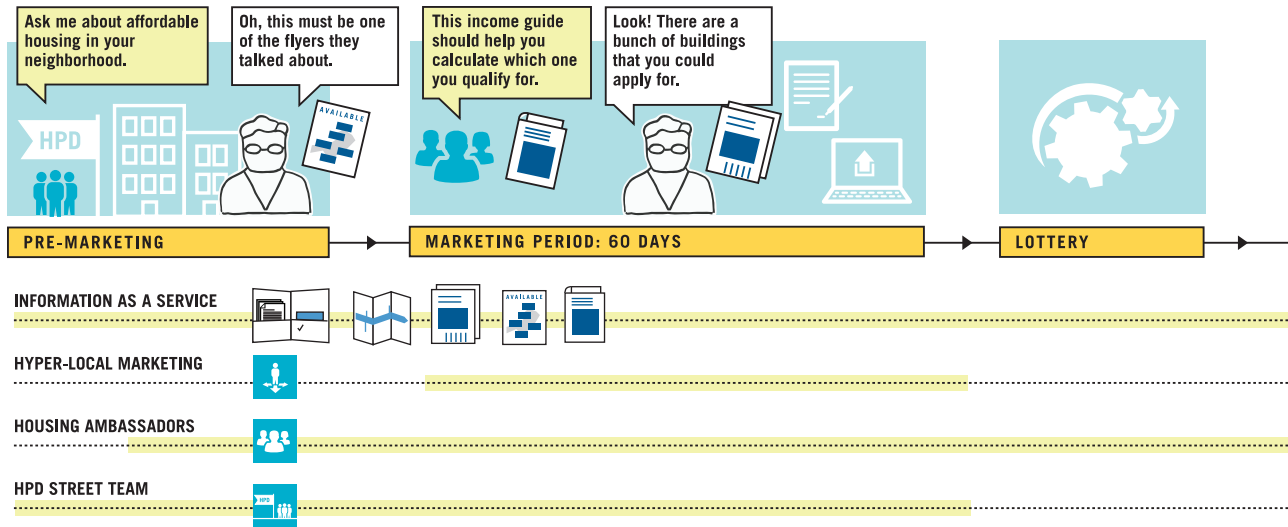 Ask me about affordable
housing in your
neighborhood.
Oh, this must be one
of the flyers they
talked about.
This income guide
should help you
calculate which one
you qualify for.
Look! There are a
bunch of buildings
that you could
apply for.
HPD
AVAILABLE
PRE-MARKETING
MARKETING PERIOD: 60 DAYS
LOTTERY
INFORMATION AS A SERVICE
AVAILABLE
HYPER-LOCAL MARKETING
HOUSING AMBASSADORS
HPD STREET TEAM
HPD